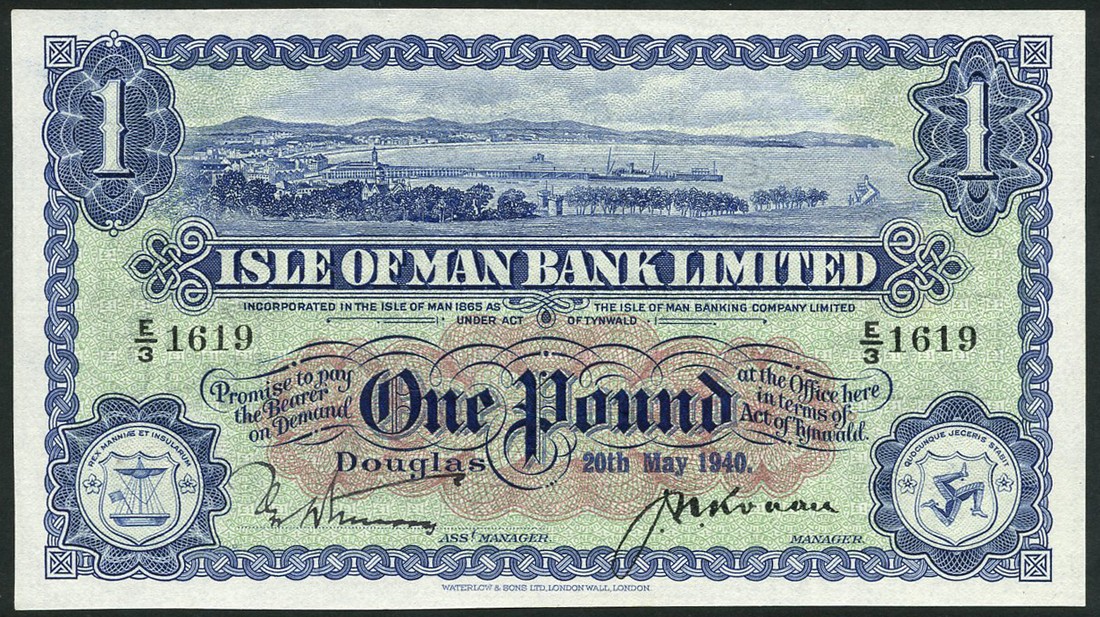 1 1
ISLE OF MAN BANK LIMITED
INCORPORATED IN THE ISLE OF MAN 1865 AS THE ISLE OF MAN BANKING COMPANY LIMITED
UNDER ACT OF TYNWALD
E/3 1619 E/3 1619
Promise to pay
the Bearer
on Demand
One Pound
at the Office here
in terms of
Act of Tynwald.
Douglas 20th May 1940.
REX MANNIÆ ET INSULARUM
QUOCUNQUE JECERIS STABIT
ASST MANAGER. MANAGER.
WATERLOW & SONS LTD, LONDON WALL, LONDON.